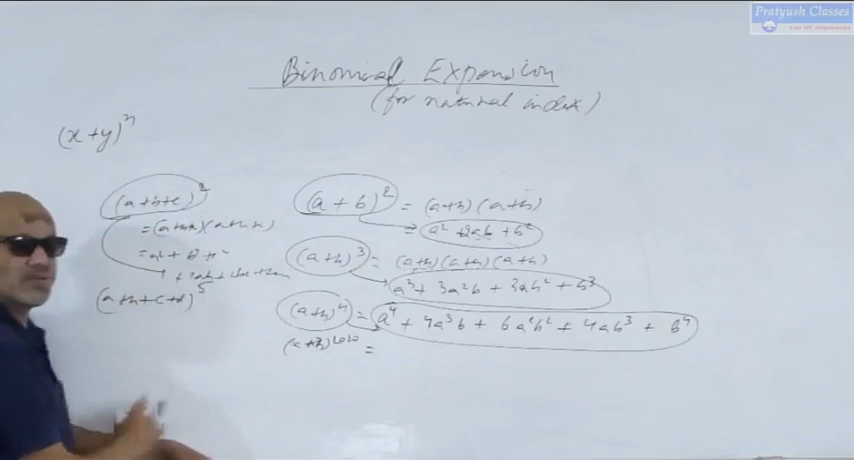 Pratyush Classes
Binomial Expansion
(for natural index)
(x+y)^n
(a+b+c)^2
(a+b)^2 = (a+b) (a+b)
= a^2 + 2ab + b^2
(a+b)^3 = (a+b) (a+b) (a+b)
a^3 + 3a^2b + 3ab^2 + b^3
(a+b+c+d)^5
(a+b)^4 = a^4 + 4a^3b + 6a^2b^2 + 4ab^3 + b^4
(a+b)^2020 =